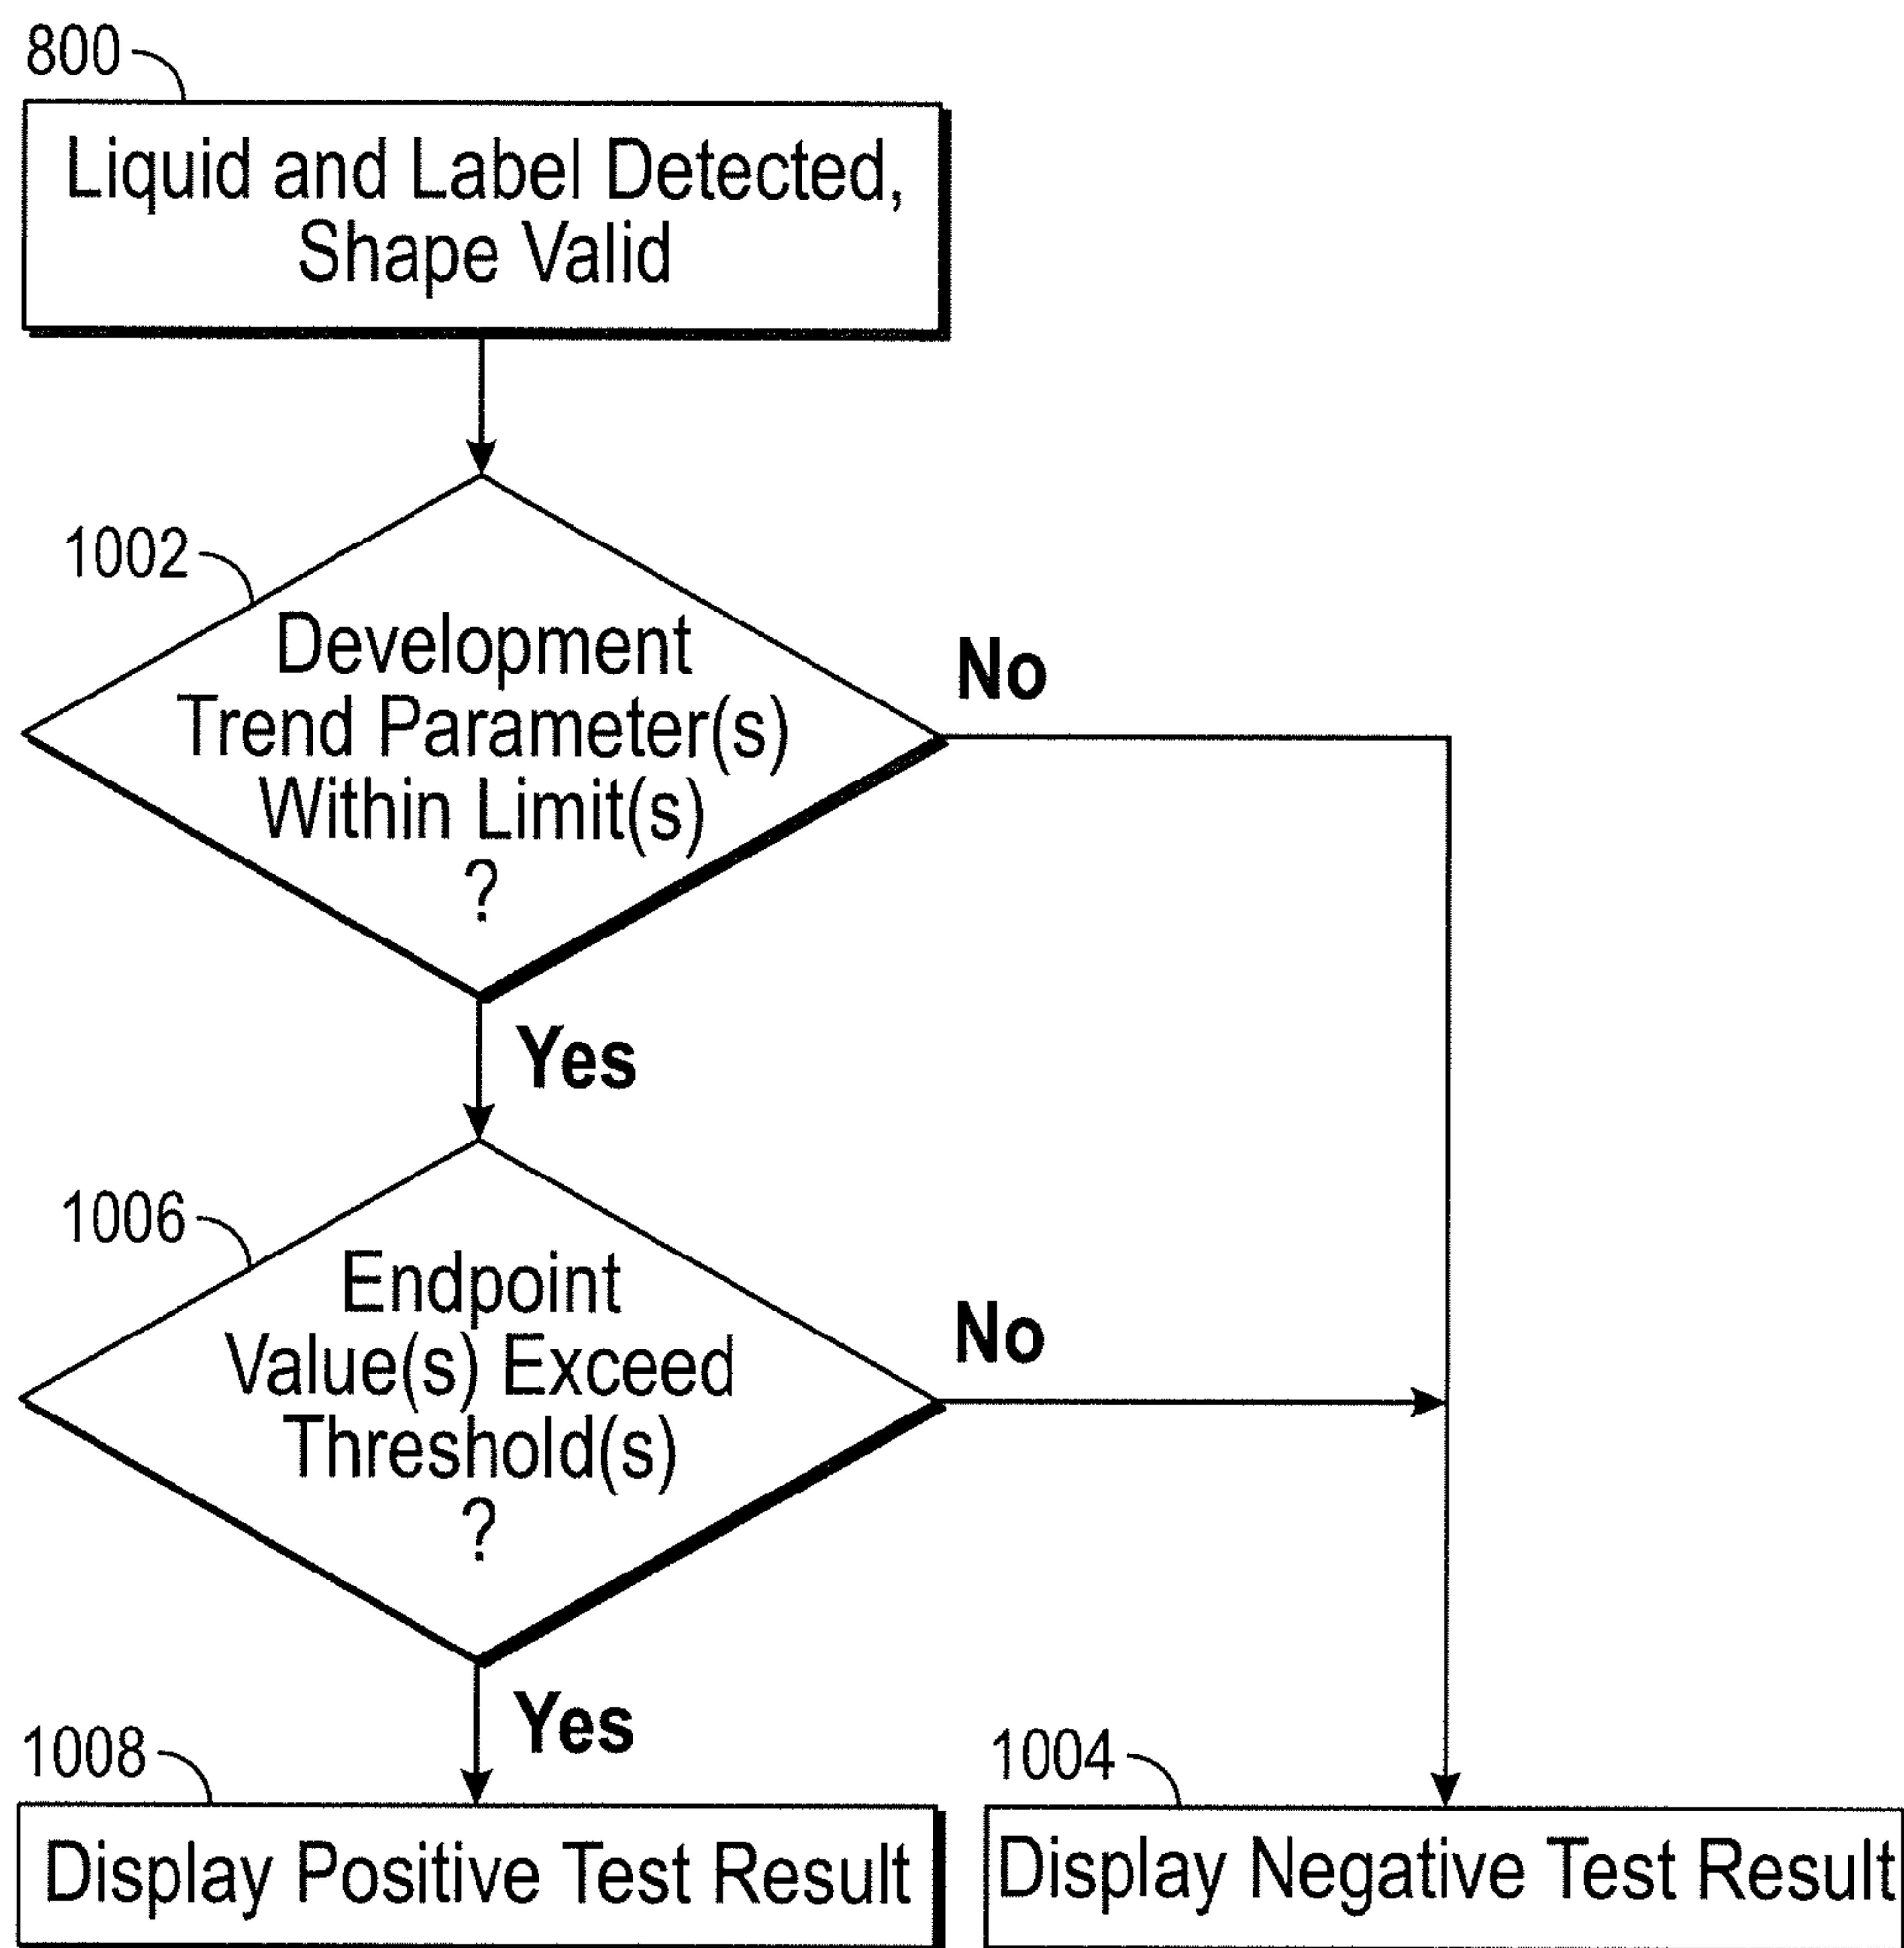 800
Liquid and Label Detected,
Shape Valid
1002
Development
Trend Parameter(s)
Within Limit(s)
?
No
Yes
1006
Endpoint
Value(s) Exceed
Threshold(s)
?
No
Yes
1008
Display Positive Test Result
1004
Display Negative Test Result